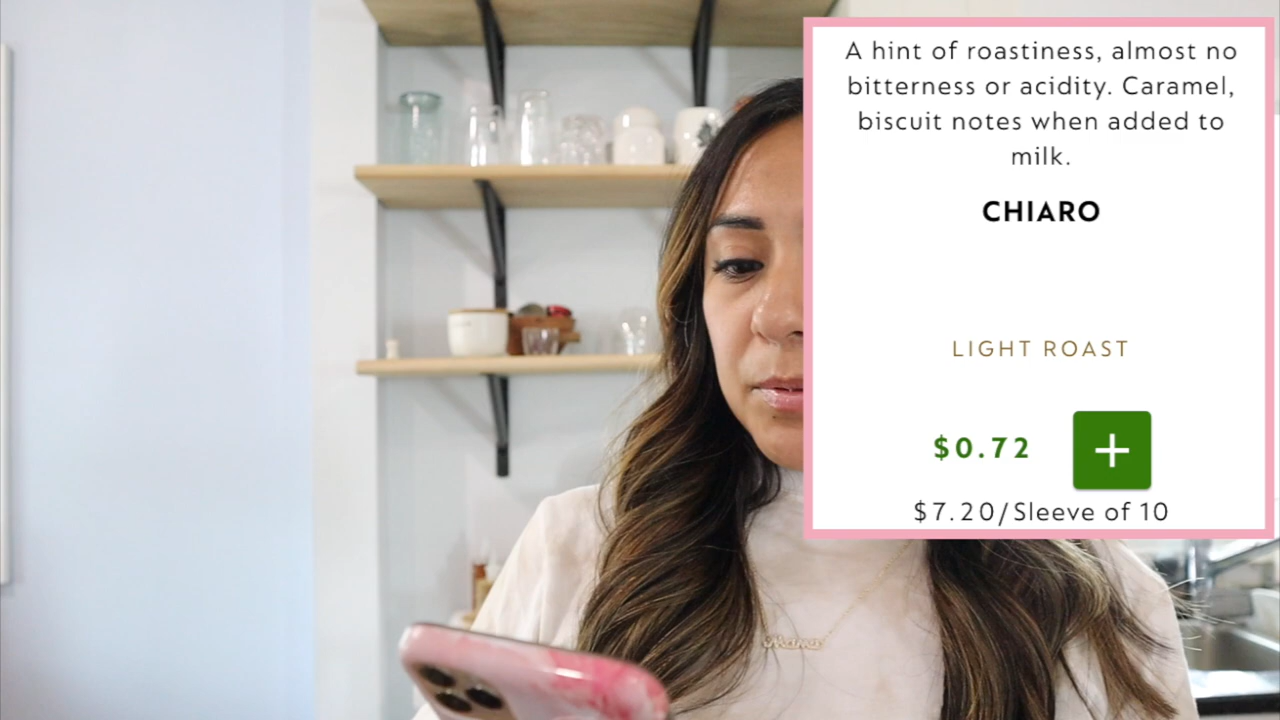 A hint of roastiness, almost no
bitterness or acidity. Caramel,
biscuit notes when added to
milk.
CHIARO
LIGHT ROAST
$0.72
+
$7.20/Sleeve of 10